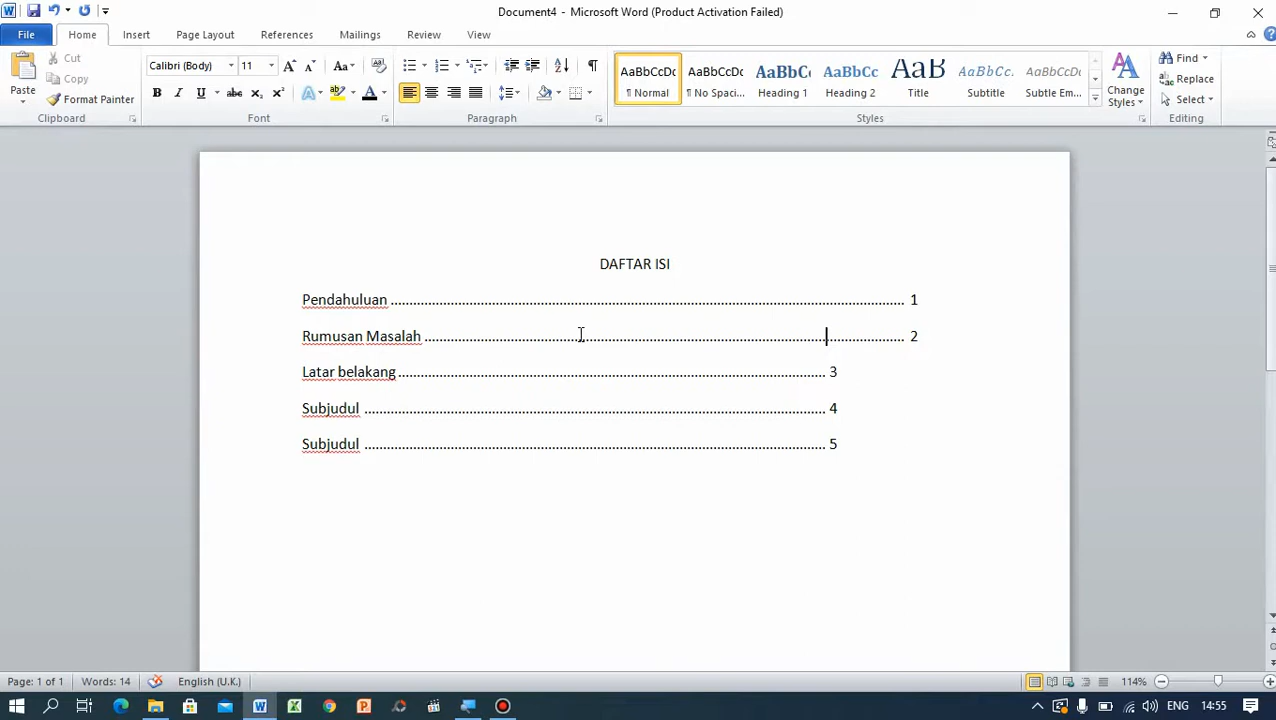 Document4 - Microsoft Word (Product Activation Failed)
File Home Insert Page Layout References Mailings Review View
Paste
Cut
Copy
Format Painter
Clipboard
Calibri (Body) 11
Font
Paragraph
AaBbCcDc AaBbCcDc AaBbC AaBbCc AaB AaBbCc. AaBbCcDc
¶ Normal ¶ No Spaci... Heading 1 Heading 2 Title Subtitle Subtle Em...
Change Styles
Styles
Find
Replace
Select
Editing
DAFTAR ISI
Pendahuluan ........................................................................................................................................ 1
Rumusan Masalah ............................................................................................................................... 2
Latar belakang ................................................................................................................. 3
Subjudul .......................................................................................................................... 4
Subjudul .......................................................................................................................... 5
Page: 1 of 1 Words: 14 English (U.K.) 114%
ENG 14:55